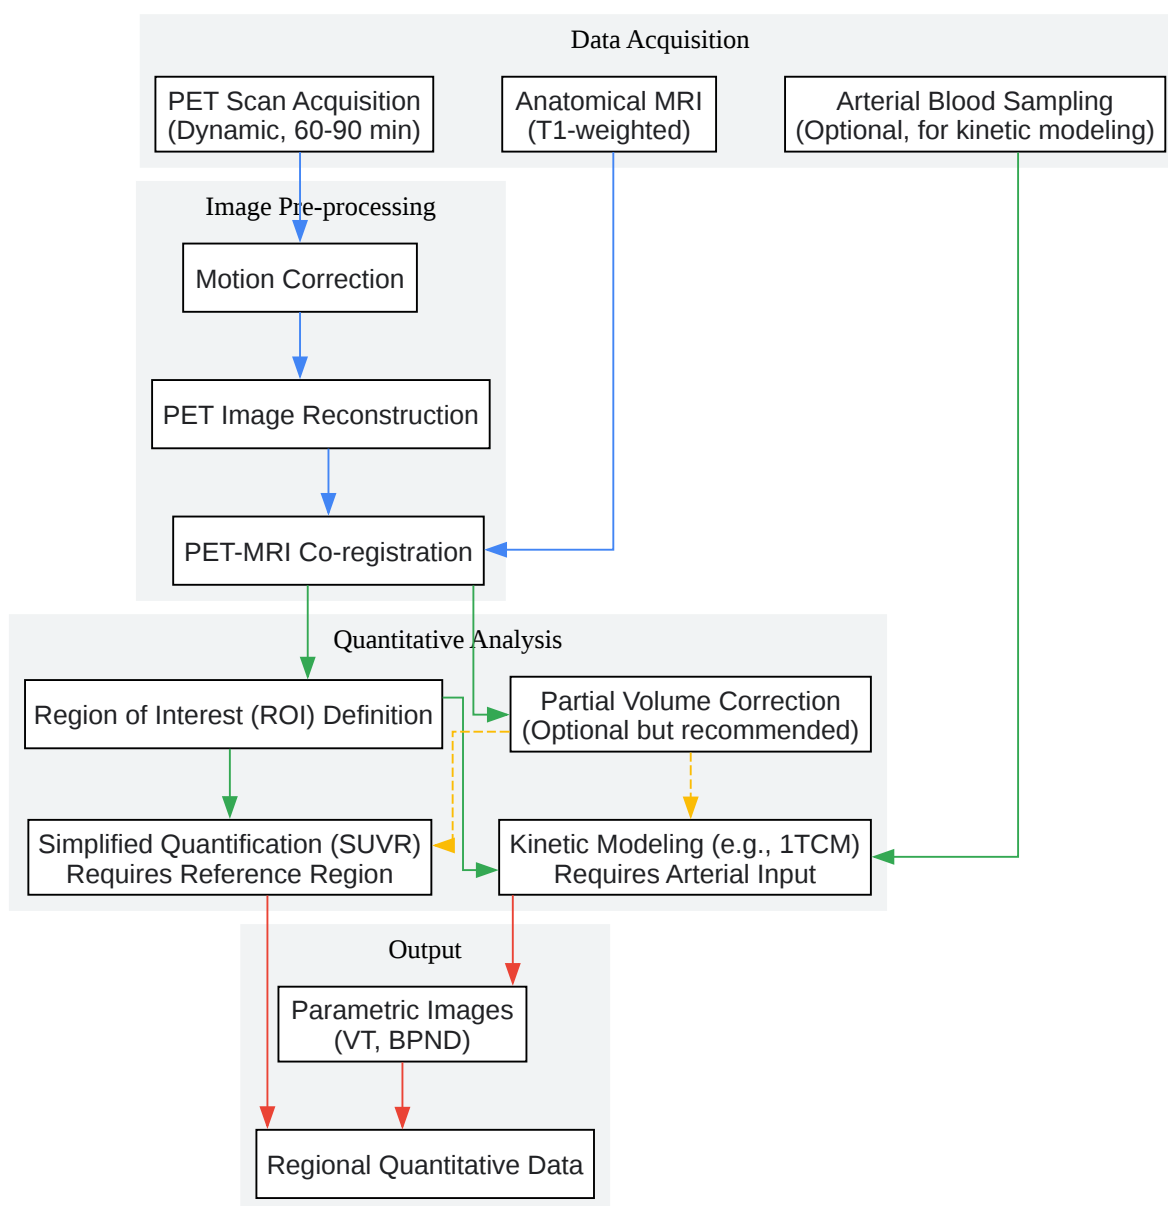 Data Acquisition
PET Scan Acquisition
(Dynamic, 60-90 min)
Anatomical MRI
(T1-weighted)
Arterial Blood Sampling
(Optional, for kinetic modeling)
Image Pre-processing
Motion Correction
PET Image Reconstruction
PET-MRI Co-registration
Quantitative Analysis
Region of Interest (ROI) Definition
Partial Volume Correction
(Optional but recommended)
Simplified Quantification (SUVR)
Requires Reference Region
Kinetic Modeling (e.g., 1TCM)
Requires Arterial Input
Output
Parametric Images
(VT, BPND)
Regional Quantitative Data